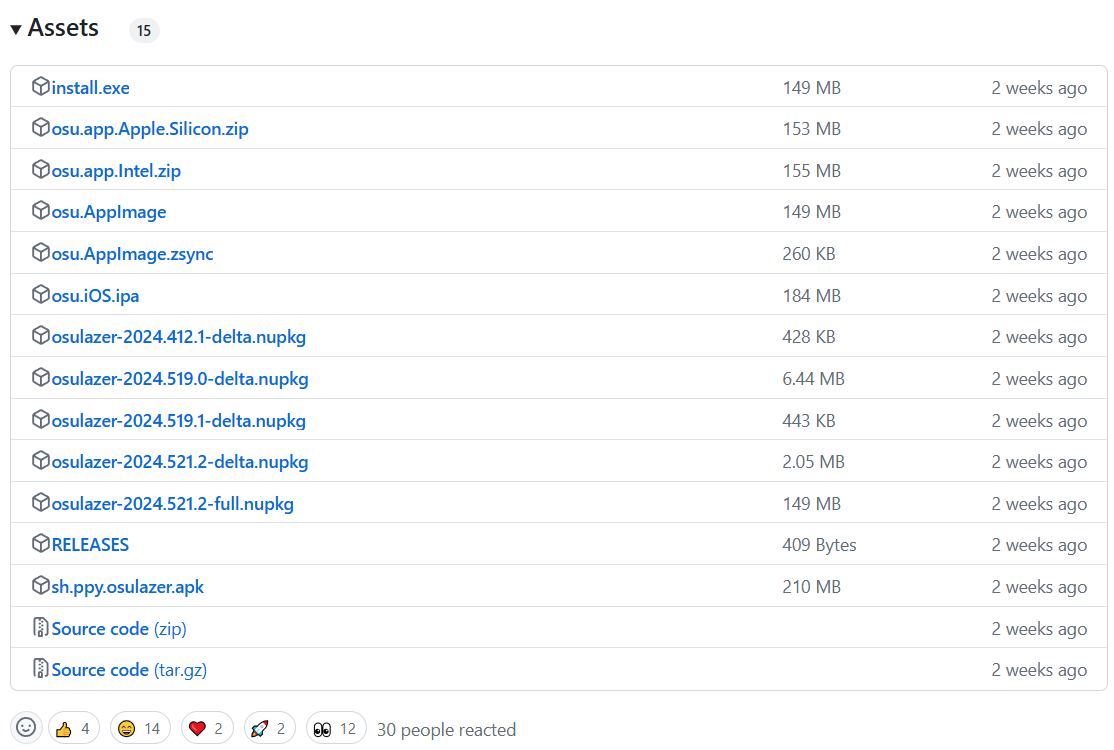 Assets 15
install.exe 149 MB 2 weeks ago
osu.app.Apple.Silicon.zip 153 MB 2 weeks ago
osu.app.Intel.zip 155 MB 2 weeks ago
osu.AppImage 149 MB 2 weeks ago
osu.AppImage.zsync 260 KB 2 weeks ago
osu.iOS.ipa 184 MB 2 weeks ago
osulazer-2024.412.1-delta.nupkg 428 KB 2 weeks ago
osulazer-2024.519.0-delta.nupkg 6.44 MB 2 weeks ago
osulazer-2024.519.1-delta.nupkg 443 KB 2 weeks ago
osulazer-2024.521.2-delta.nupkg 2.05 MB 2 weeks ago
osulazer-2024.521.2-full.nupkg 149 MB 2 weeks ago
RELEASES 409 Bytes 2 weeks ago
sh.ppy.osulazer.apk 210 MB 2 weeks ago
Source code (zip) 2 weeks ago
Source code (tar.gz) 2 weeks ago
4 14 2 2 12 30 people reacted